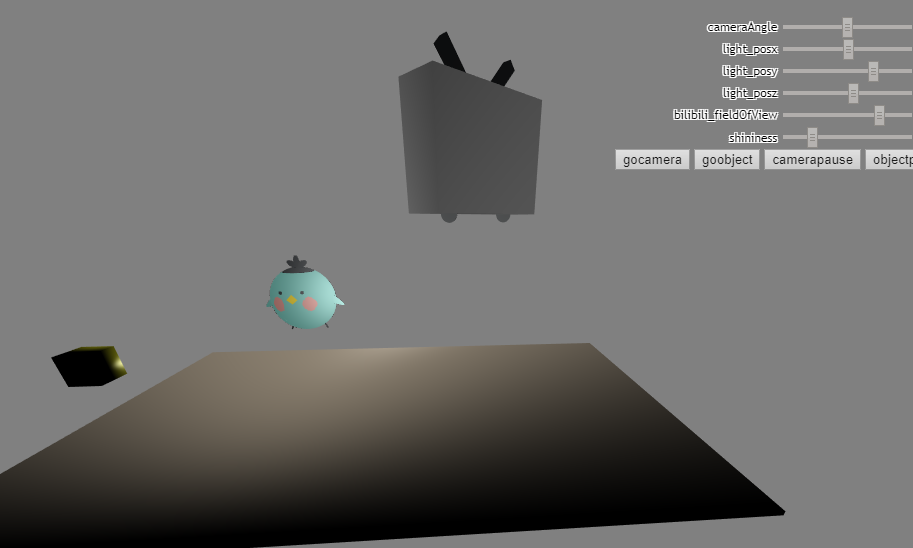 cameraAngle
light_posx
light_posy
light_posz
bilibili_fieldOfView
shininess
gocamera goobject camerapause objectp